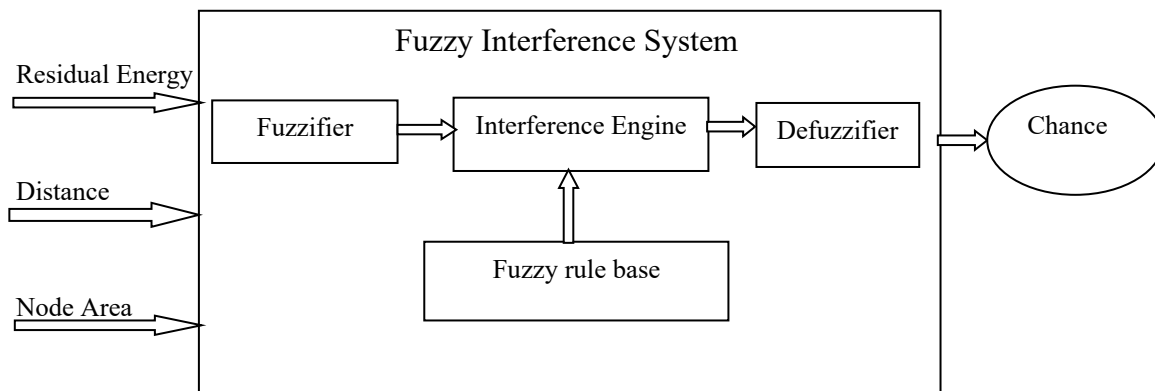 Fuzzy Interference System
Residual Energy
Fuzzifier
Interference Engine
Defuzzifier
Chance
Distance
Fuzzy rule base
Node Area